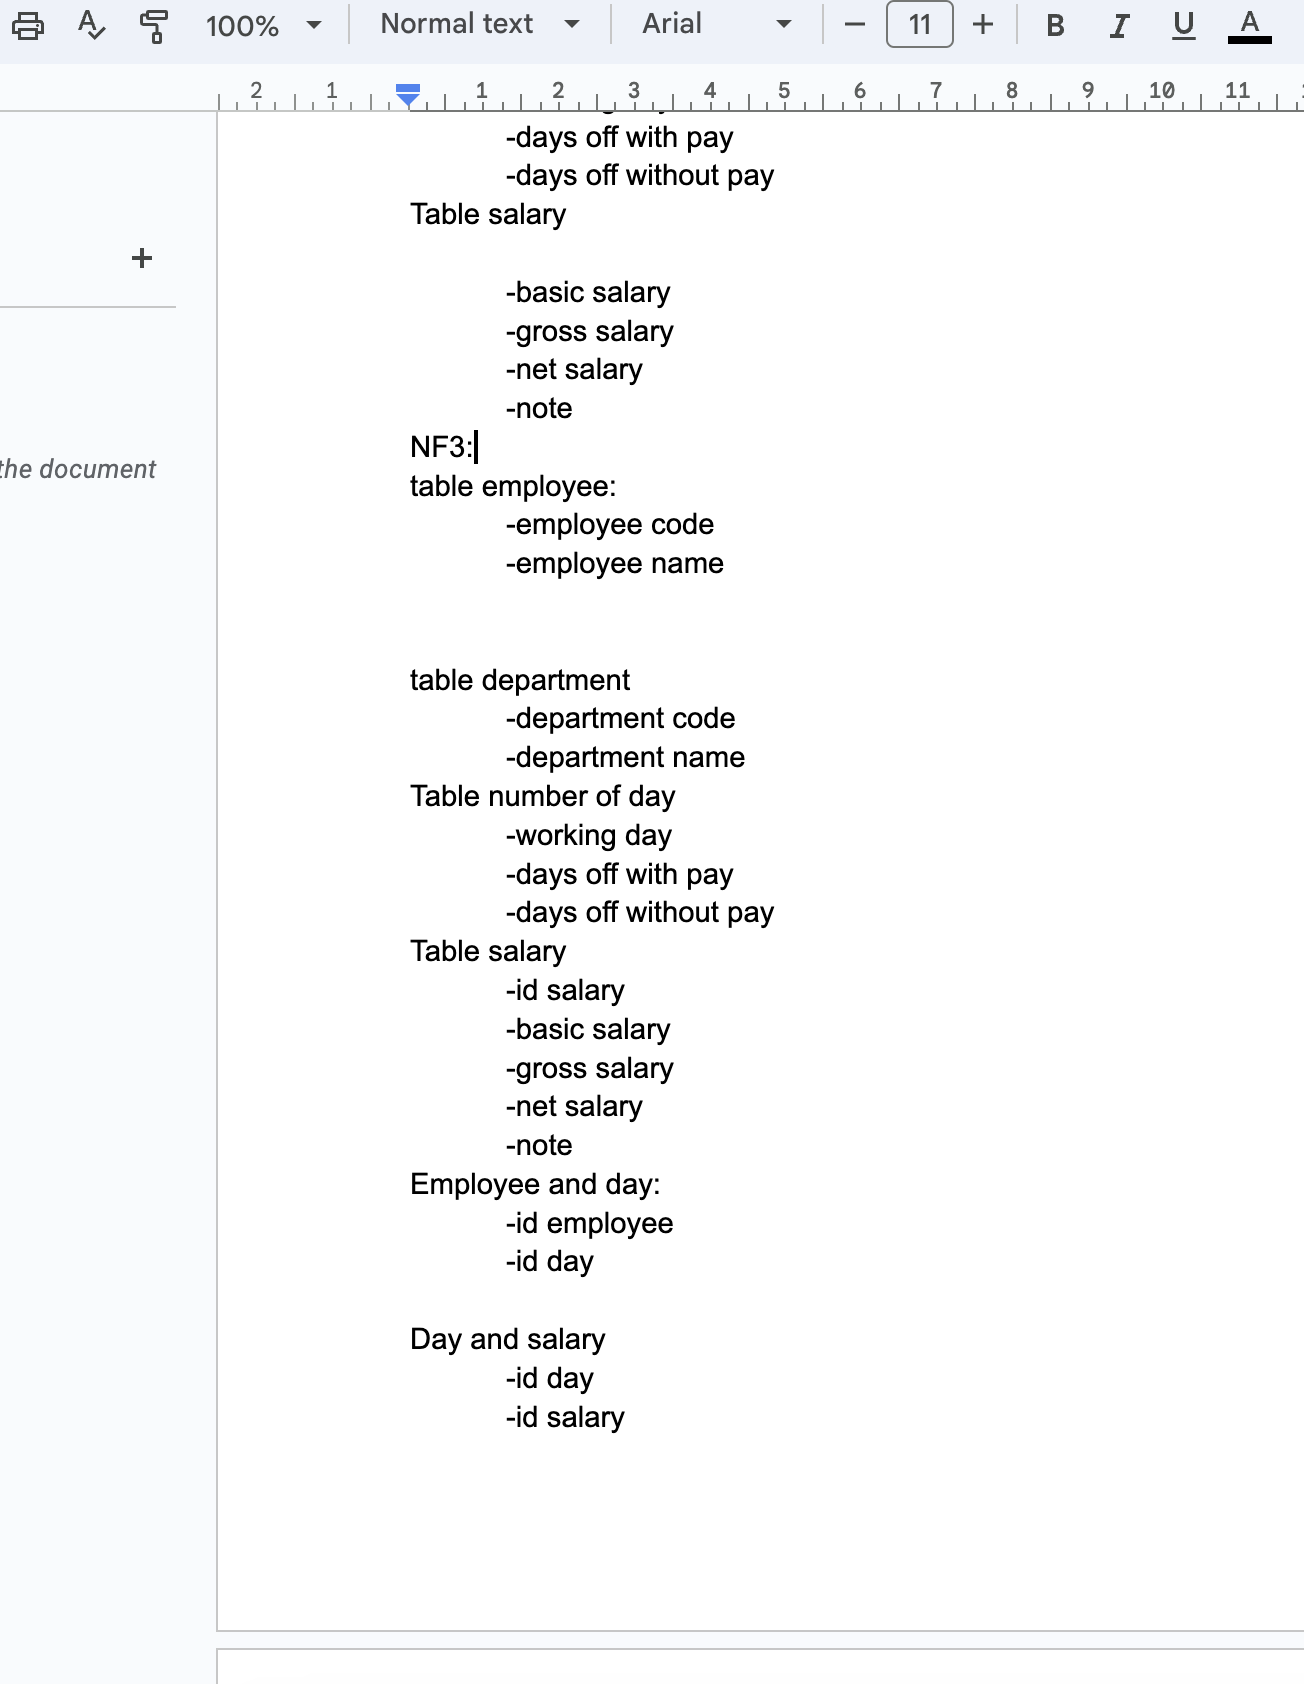 100% Normal text Arial 11 B I U A
2 1 1 2 3 4 5 6 7 8 9 10 11
-days off with pay
-days off without pay
Table salary
-basic salary
-gross salary
-net salary
-note
NF3:
the document
table employee:
-employee code
-employee name
table department
-department code
-department name
Table number of day
-working day
-days off with pay
-days off without pay
Table salary
-id salary
-basic salary
-gross salary
-net salary
-note
Employee and day:
-id employee
-id day
Day and salary
-id day
-id salary